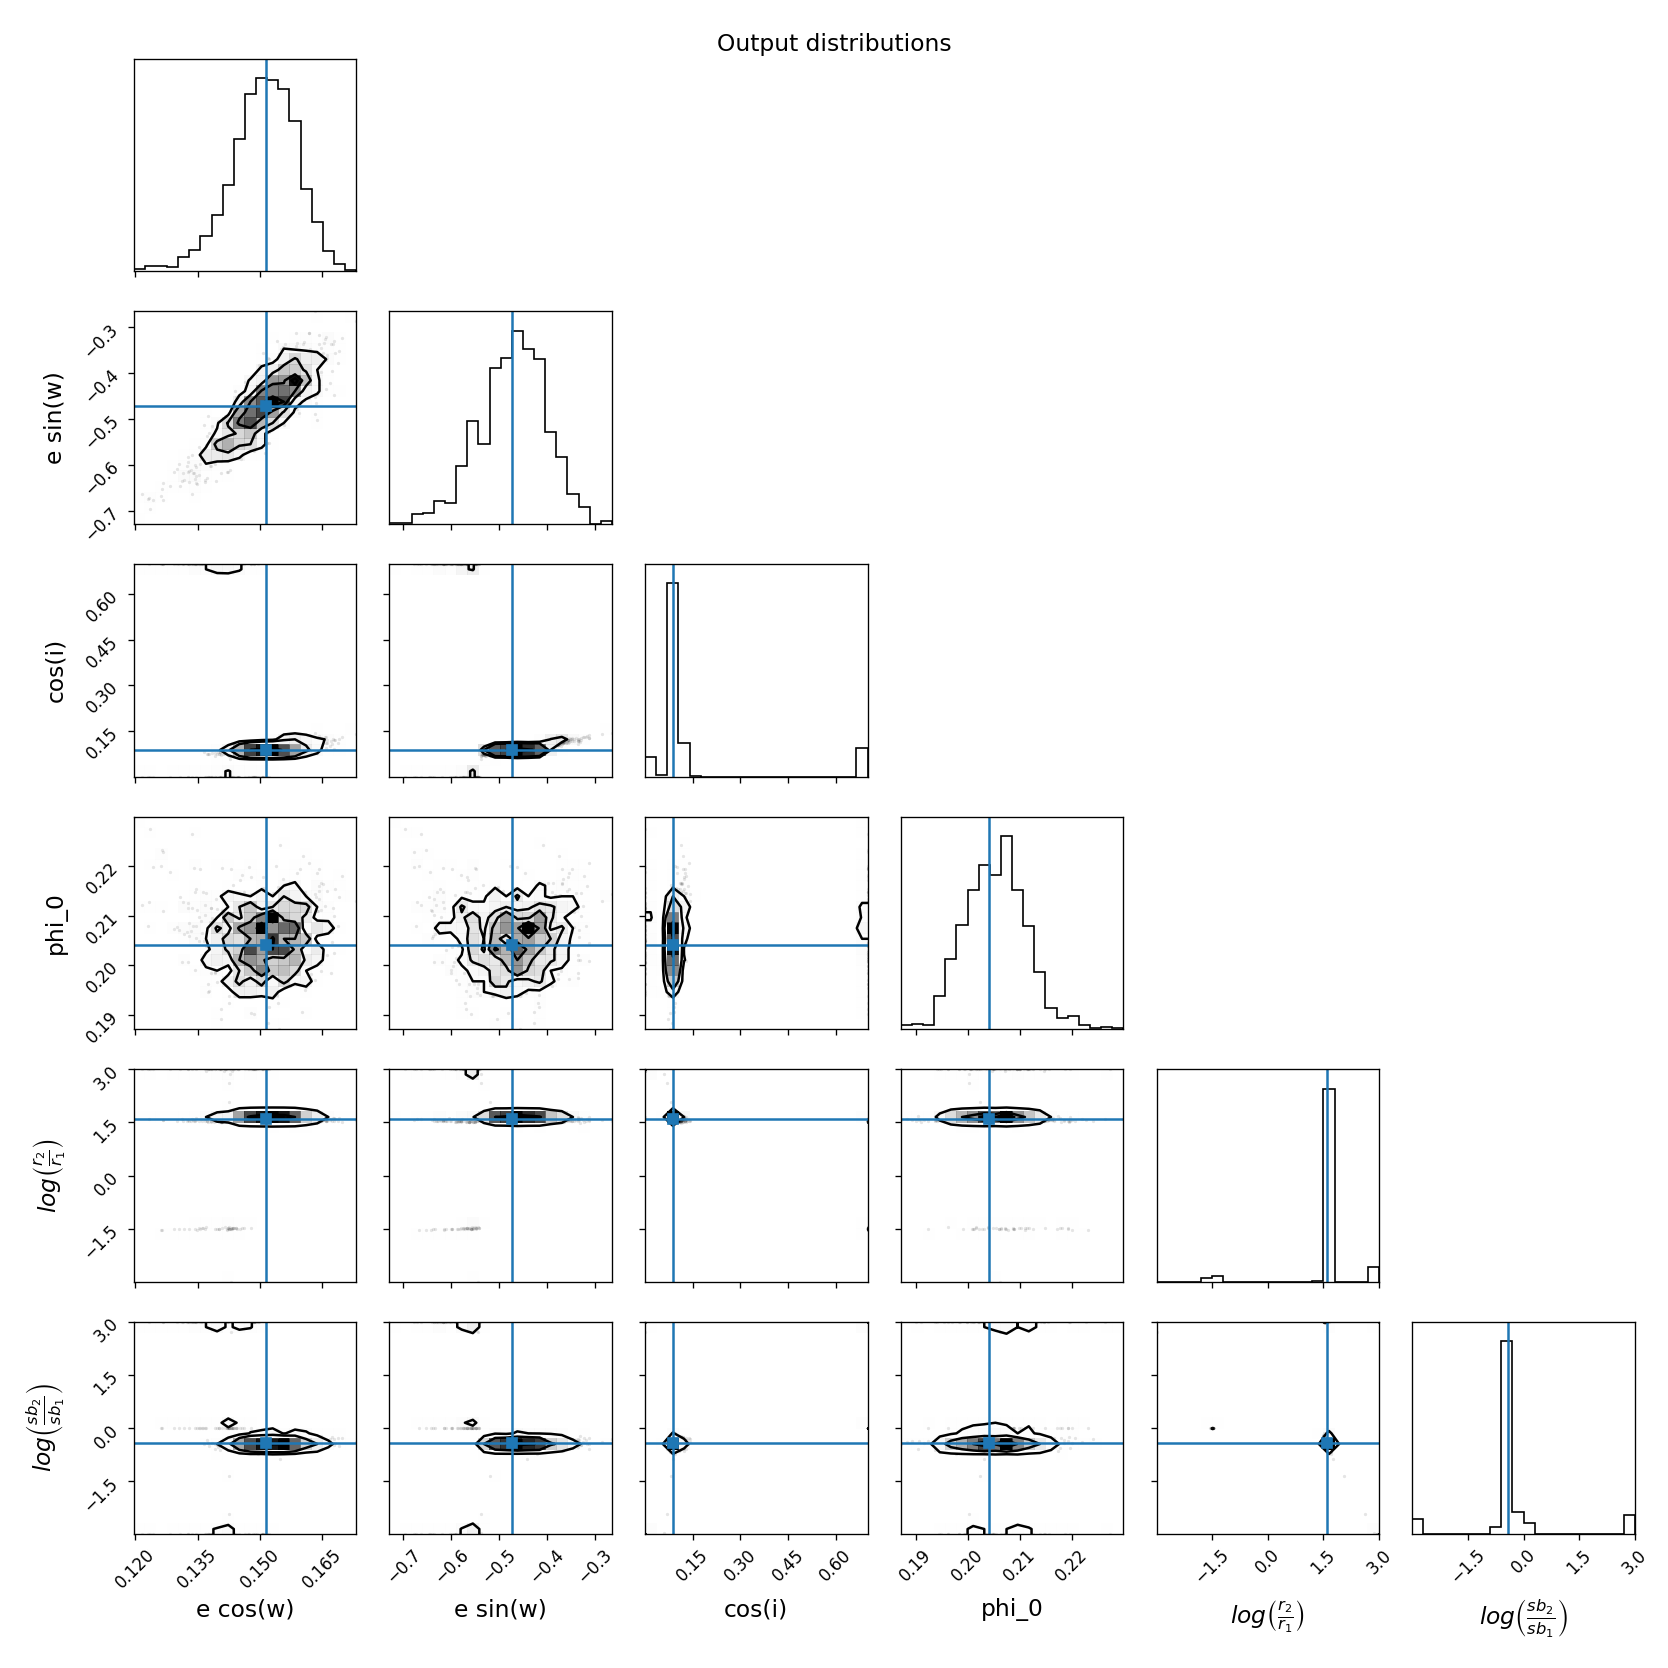 Output distributions
e sin(w)
−0.3
−0.4
−0.5
−0.6
−0.7
cos(i)
0.60
0.45
0.30
0.15
phi_0
0.22
0.21
0.20
0.19
log(r2/r1)
3.0
1.5
0.0
−1.5
log(sb2/sb1)
3.0
1.5
0.0
−1.5
0.120 0.135 0.150 0.165
−0.7 −0.6 −0.5 −0.4 −0.3
0.15 0.30 0.45 0.60
0.19 0.20 0.21 0.22
−1.5 0.0 1.5 3.0
−1.5 0.0 1.5 3.0
e cos(w)
e sin(w)
cos(i)
phi_0
log(r2/r1)
log(sb2/sb1)